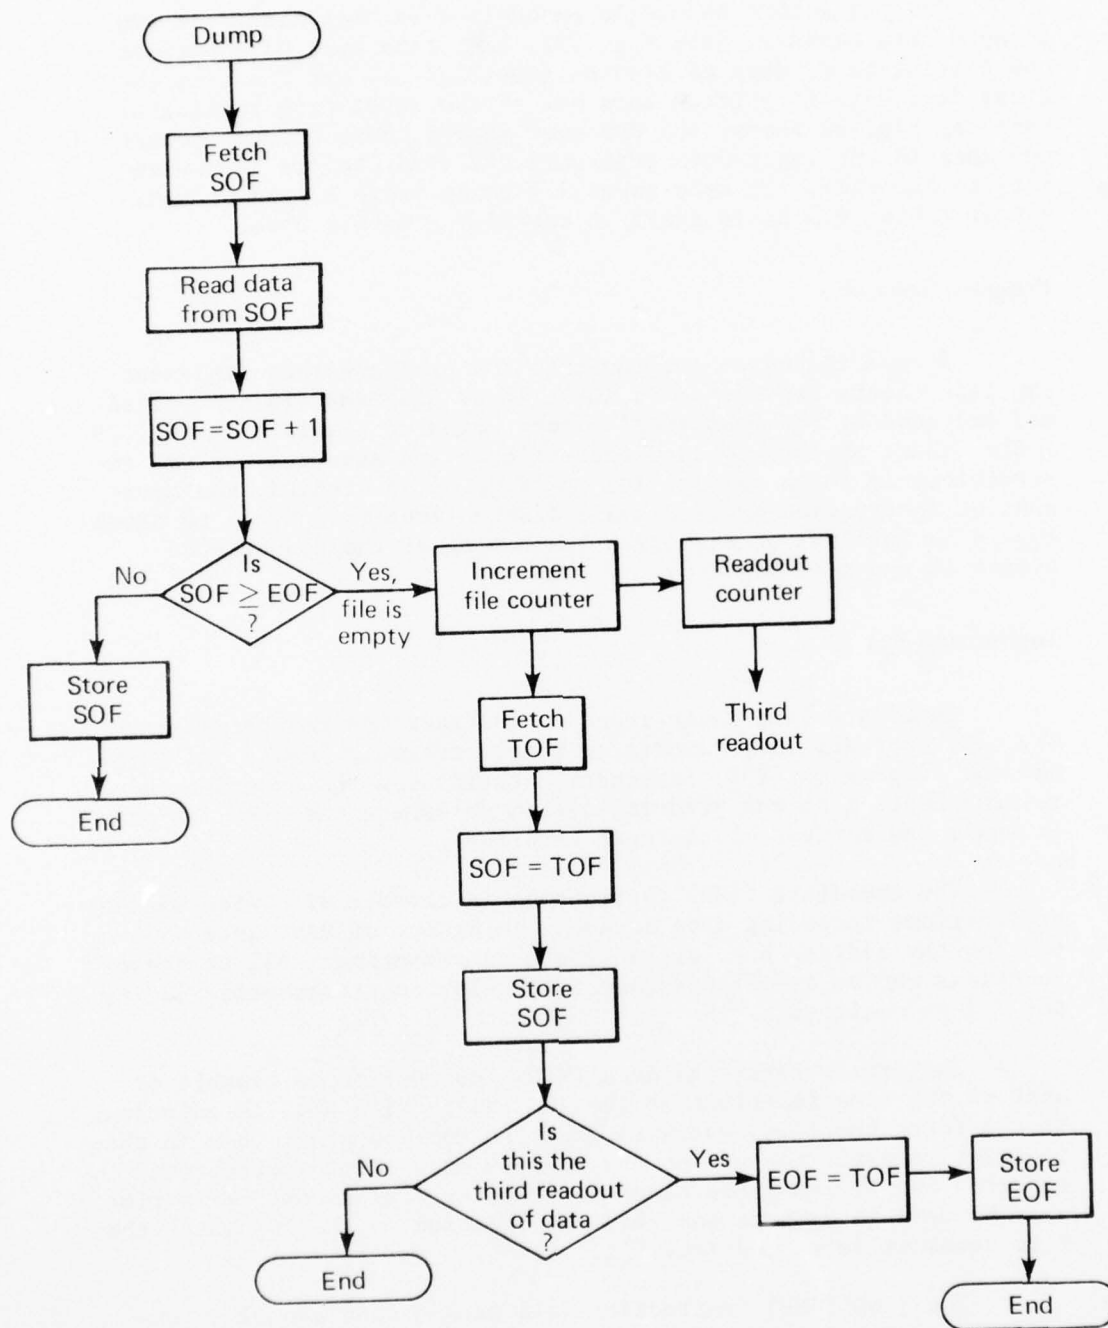 Dump
Fetch
SOF
Read data
from SOF
SOF = SOF + 1
Is
SOF ≥ EOF
?
No
Yes,
file is
empty
Store
SOF
End
Increment
file counter
Readout
counter
Third
readout
Fetch
TOF
SOF = TOF
Store
SOF
Is
this the
third readout
of data
?
No
Yes
End
EOF = TOF
Store
EOF
End